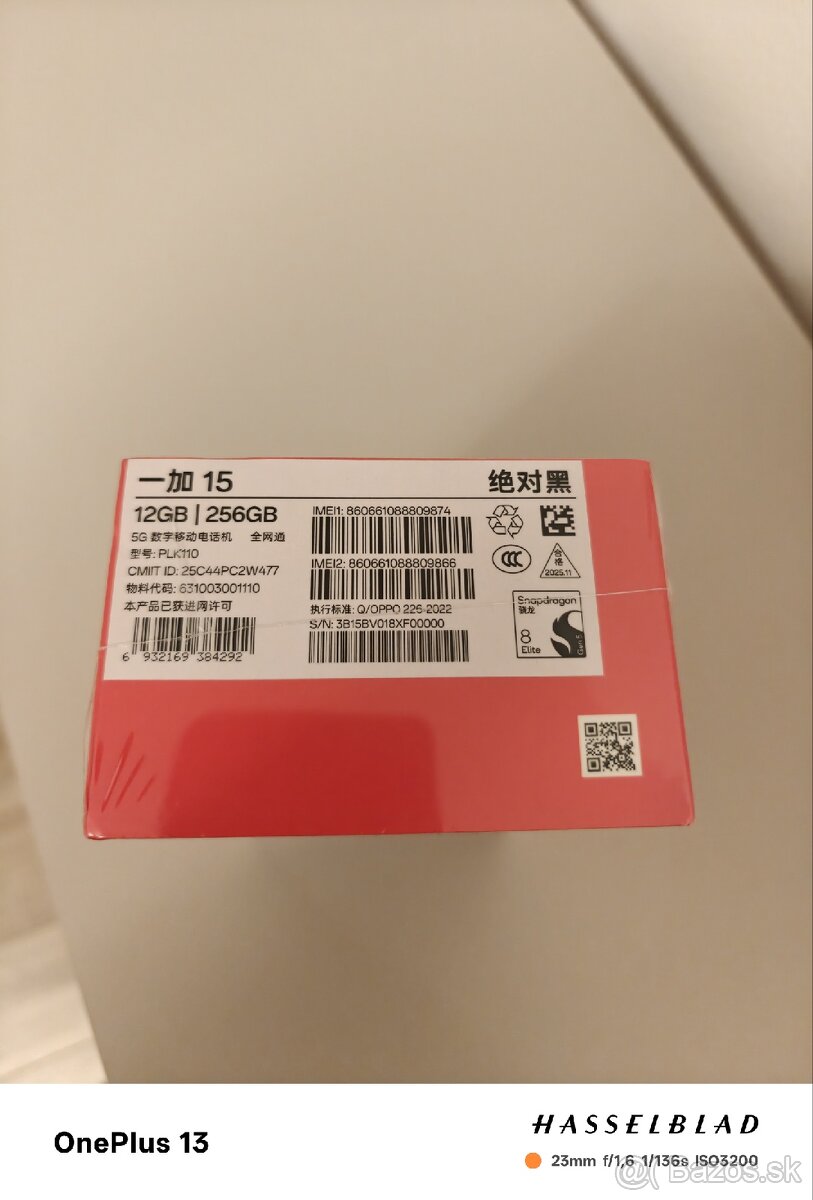 一加 15
绝对黑
12GB | 256GB
5G 数字移动电话机 全网通
型号: PLK110
CMIIT ID: 25C44PC2W477
物料代码: 631003001110
本产品已获进网许可
6 932169 384292
IMEI1: 860661088809874
IMEI2: 860661088809866
执行标准: Q/OPPO 226-2022
S/N: 3B15BV018XF00000
CCC
合格
2025.11
Snapdragon
骁龙
8
Elite
Gen 5
OnePlus 13
HASSELBLAD
23mm f/1.6 1/136s ISO3200
@ Bazos.sk